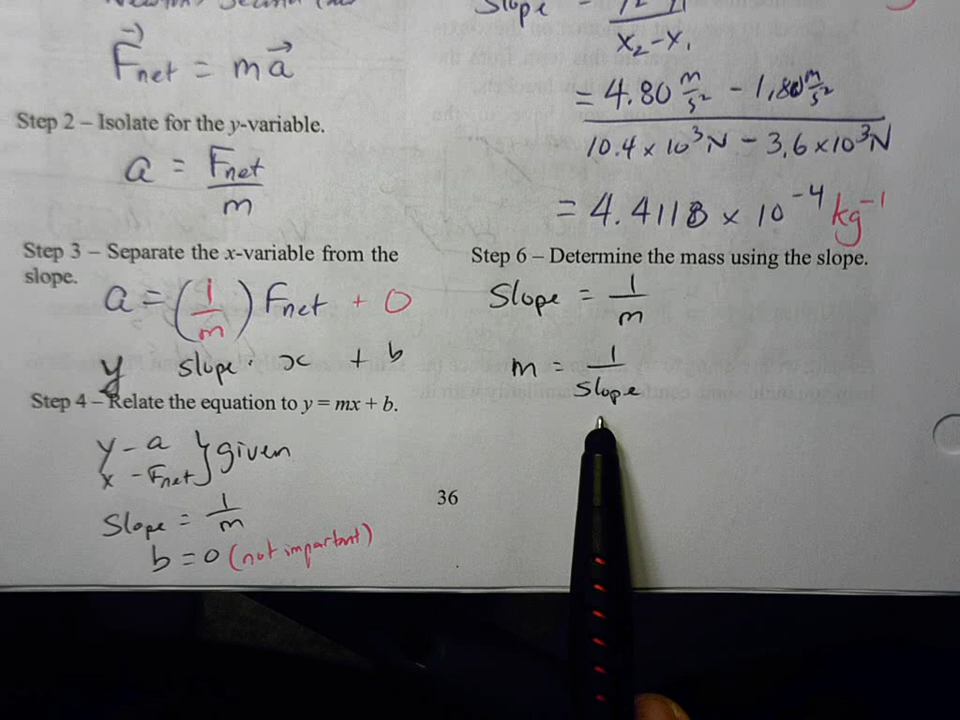 F⃗net = ma⃗
Step 2 – Isolate for the y-variable.
a = Fnet / m
Step 3 – Separate the x-variable from the
slope.
a = (1/m) Fnet + 0
y slope · x + b
Step 4 – Relate the equation to y = mx + b.
y – a } given
x – Fnet
Slope = 1/m
b = 0 (not important)
Slope =
x₂ – x₁
= 4.80 m/s² – 1.80 m/s²
10.4 x 10³ N – 3.6 x 10³ N
= 4.4118 x 10⁻⁴ kg⁻¹
Step 6 – Determine the mass using the slope.
Slope = 1/m
m = 1/Slope
36